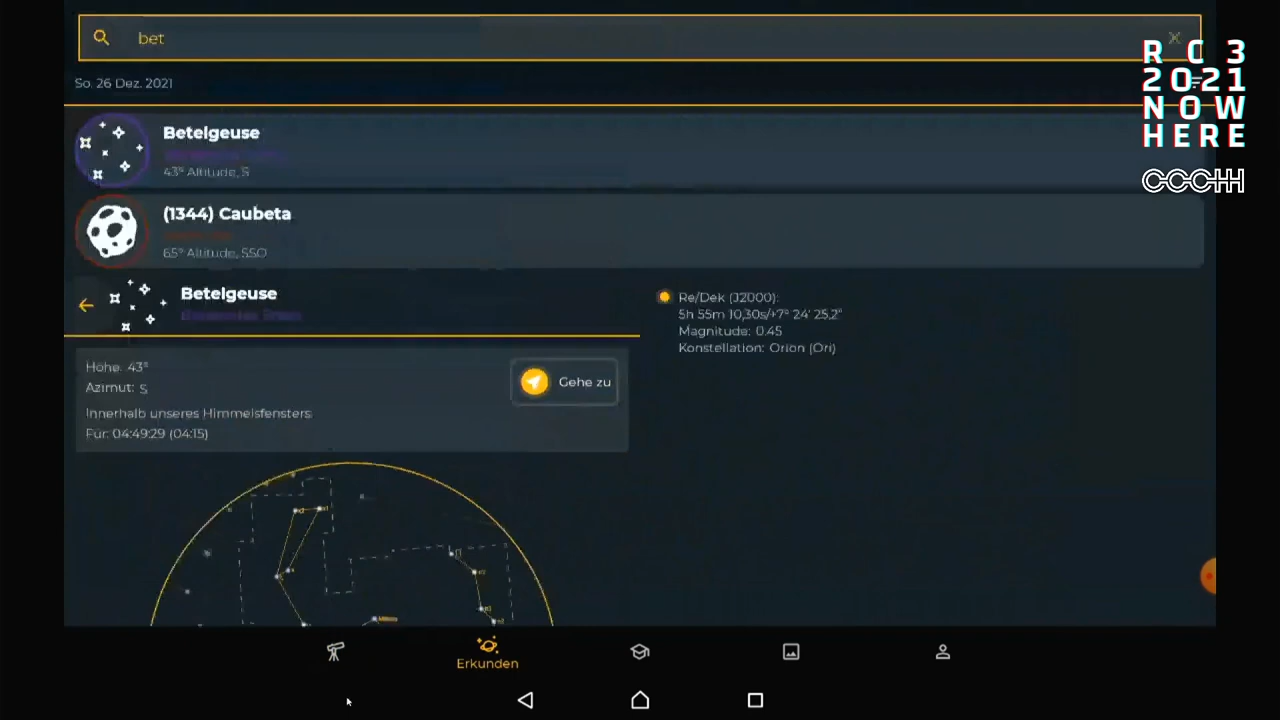 bet
So. 26 Dez. 2021
R C 3
2021
NOW
HERE
CCCHH
Betelgeuse
43° Altitude, S
(1344) Caubeta
65° Altitude, SSO
Betelgeuse
Höhe: 43°
Azimut: S
Innerhalb unseres Himmelsfensters
Für: 04:49:29 (04:15)
Gehe zu
Re/Dek (J2000):
5h 55m 10,30s/+7° 24' 25.2"
Magnitude: 0.45
Konstellation: Orion (Ori)
Erkunden